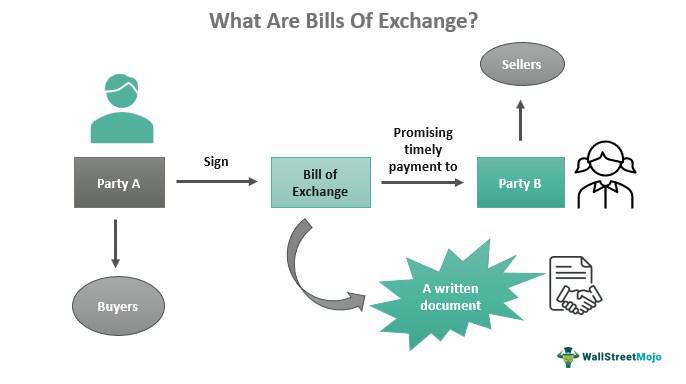 What Are Bills Of Exchange?
Sellers
Promising
timely
payment to
Sign
Party A
Bill of
Exchange
Party B
Buyers
A written
document
WallStreetMojo